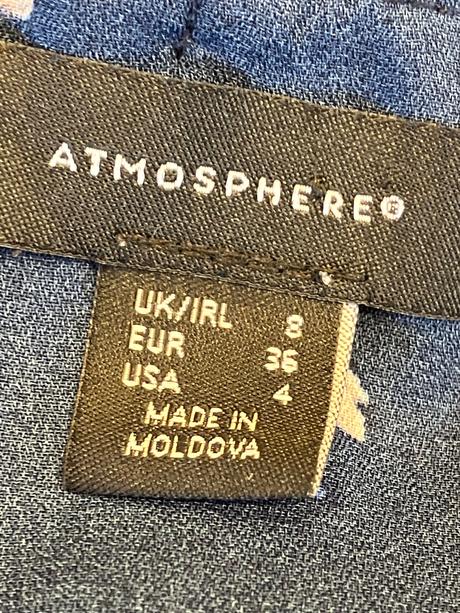 ATMOSPHERE®
UK/IRL 8
EUR 36
USA 4
MADE IN
MOLDOVA